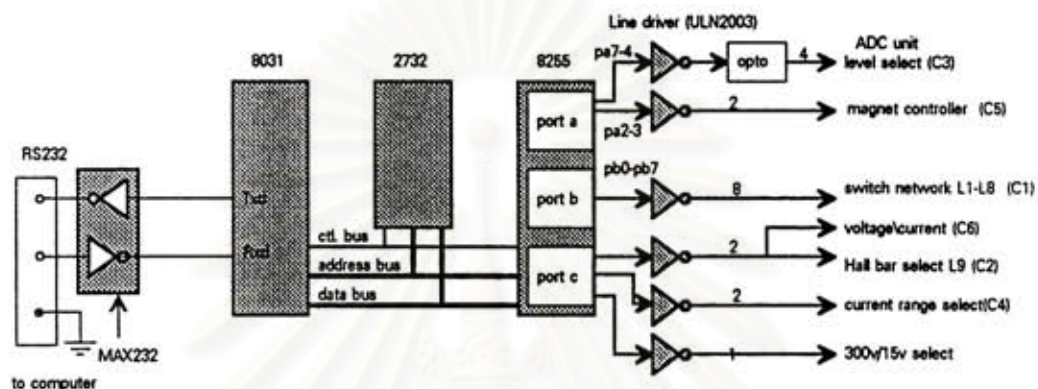 Line driver (ULN2003)
8031
2732
8255
pa7-4
opto
4
ADC unit
level select (C3)
port a
2
magnet controller (C5)
pa2-3
RS232
pb0-pb7
Txd
port b
8
switch network L1-L8 (C1)
voltage\current (C6)
ctl. bus
Rxd
2
Hall bar select L9 (C2)
address bus
port c
2
current range select(C4)
data bus
MAX232
1
300v/15v select
to computer